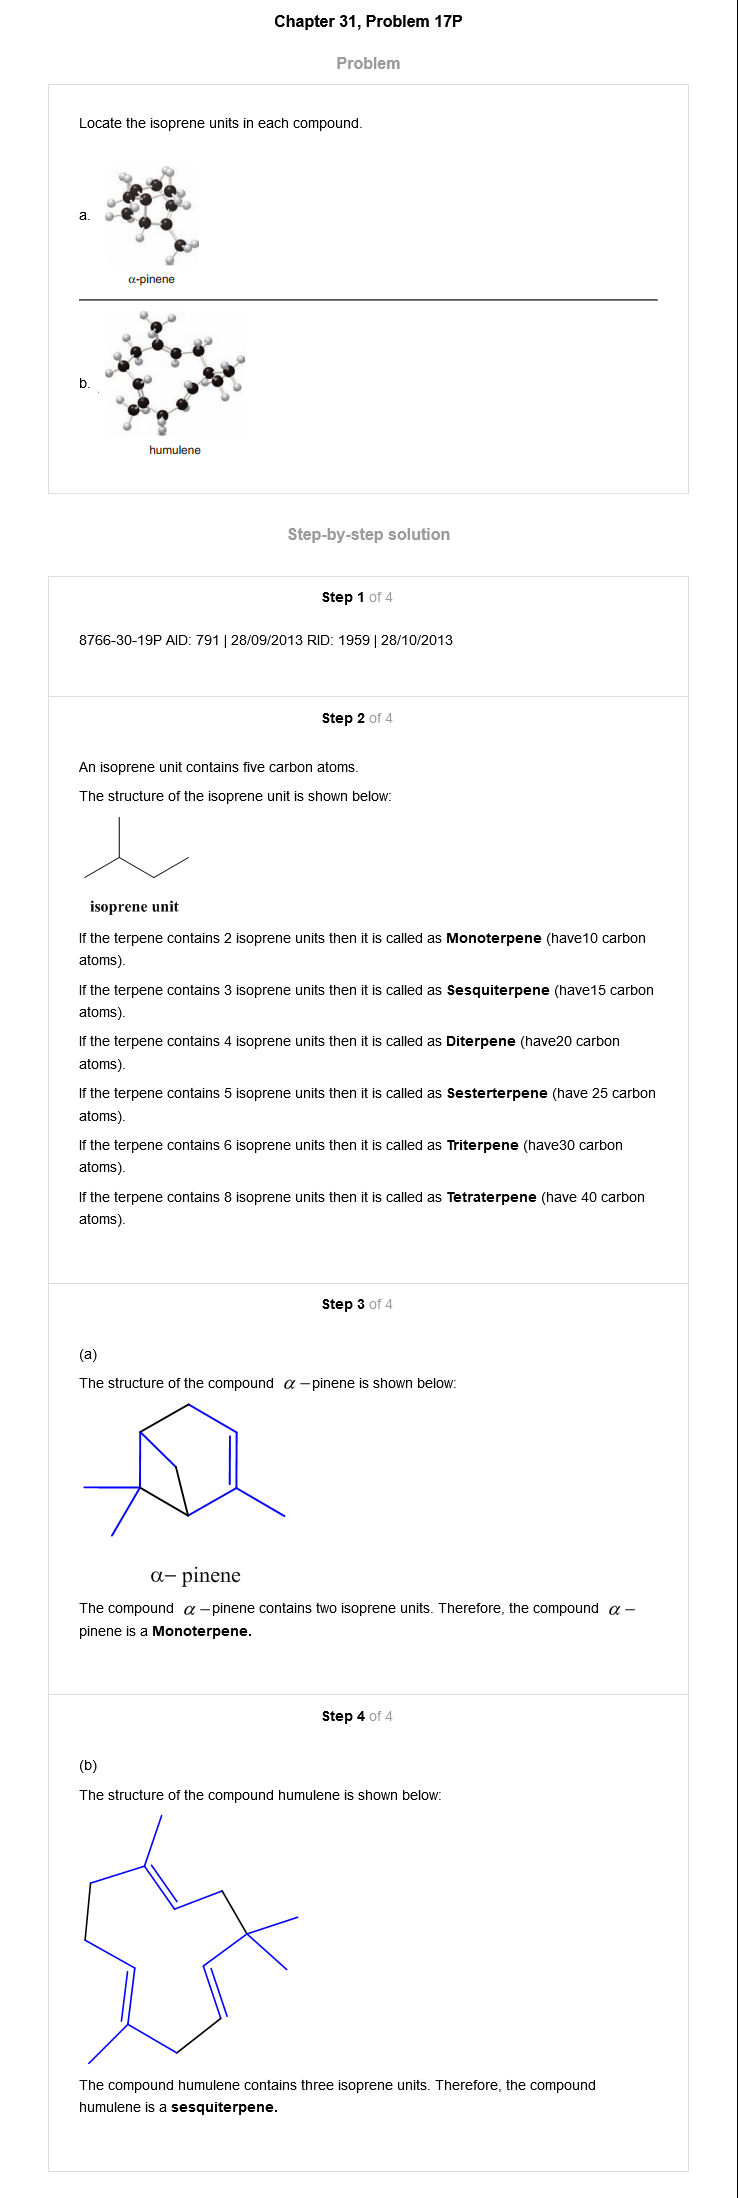 Chapter 31, Problem 17P
Problem
Locate the isoprene units in each compound.
a.
α-pinene
b.
humulene
Step-by-step solution
Step 1 of 4
8766-30-19P AID: 791 | 28/09/2013 RID: 1959 | 28/10/2013
Step 2 of 4
An isoprene unit contains five carbon atoms.
The structure of the isoprene unit is shown below:
isoprene unit
If the terpene contains 2 isoprene units then it is called as Monoterpene (have10 carbon
atoms).
If the terpene contains 3 isoprene units then it is called as Sesquiterpene (have15 carbon
atoms).
If the terpene contains 4 isoprene units then it is called as Diterpene (have20 carbon
atoms).
If the terpene contains 5 isoprene units then it is called as Sesterterpene (have 25 carbon
atoms).
If the terpene contains 6 isoprene units then it is called as Triterpene (have30 carbon
atoms).
If the terpene contains 8 isoprene units then it is called as Tetraterpene (have 40 carbon
atoms).
Step 3 of 4
(a)
The structure of the compound α –pinene is shown below:
α– pinene
The compound α –pinene contains two isoprene units. Therefore, the compound α –
pinene is a Monoterpene.
Step 4 of 4
(b)
The structure of the compound humulene is shown below:
The compound humulene contains three isoprene units. Therefore, the compound
humulene is a sesquiterpene.